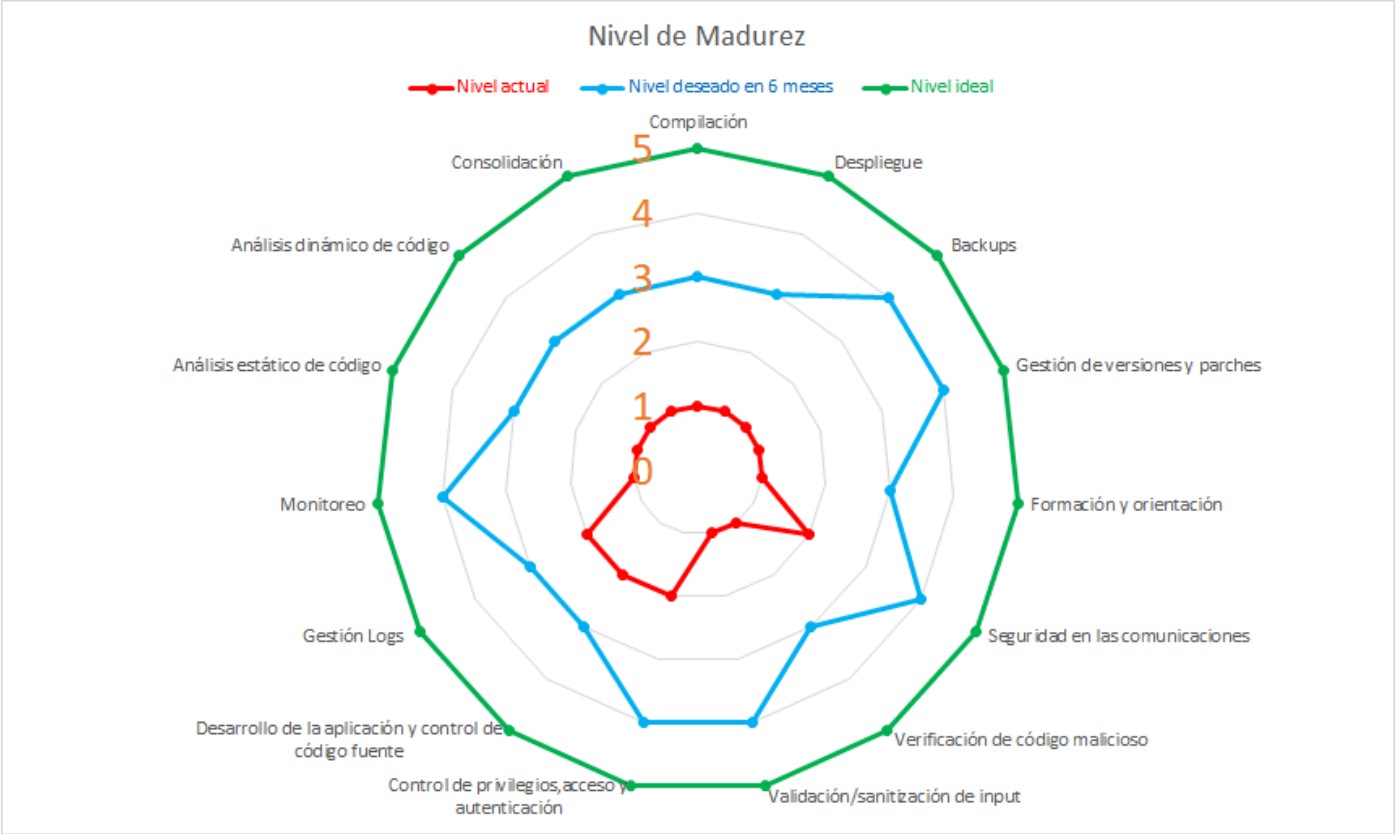 Nivel de Madurez
Nivel actual
Nivel deseado en 6 meses
Nivel ideal
Compilación
Despliegue
Backups
Gestión de versiones y parches
Formación y orientación
Seguridad en las comunicaciones
Verificación de código malicioso
Validación/sanitización de input
Control de privilegios,acceso y
autenticación
Desarrollo de la aplicación y control de
código fuente
Gestión Logs
Monitoreo
Análisis estático de código
Análisis dinámico de código
Consolidación
5
4
3
2
1
0